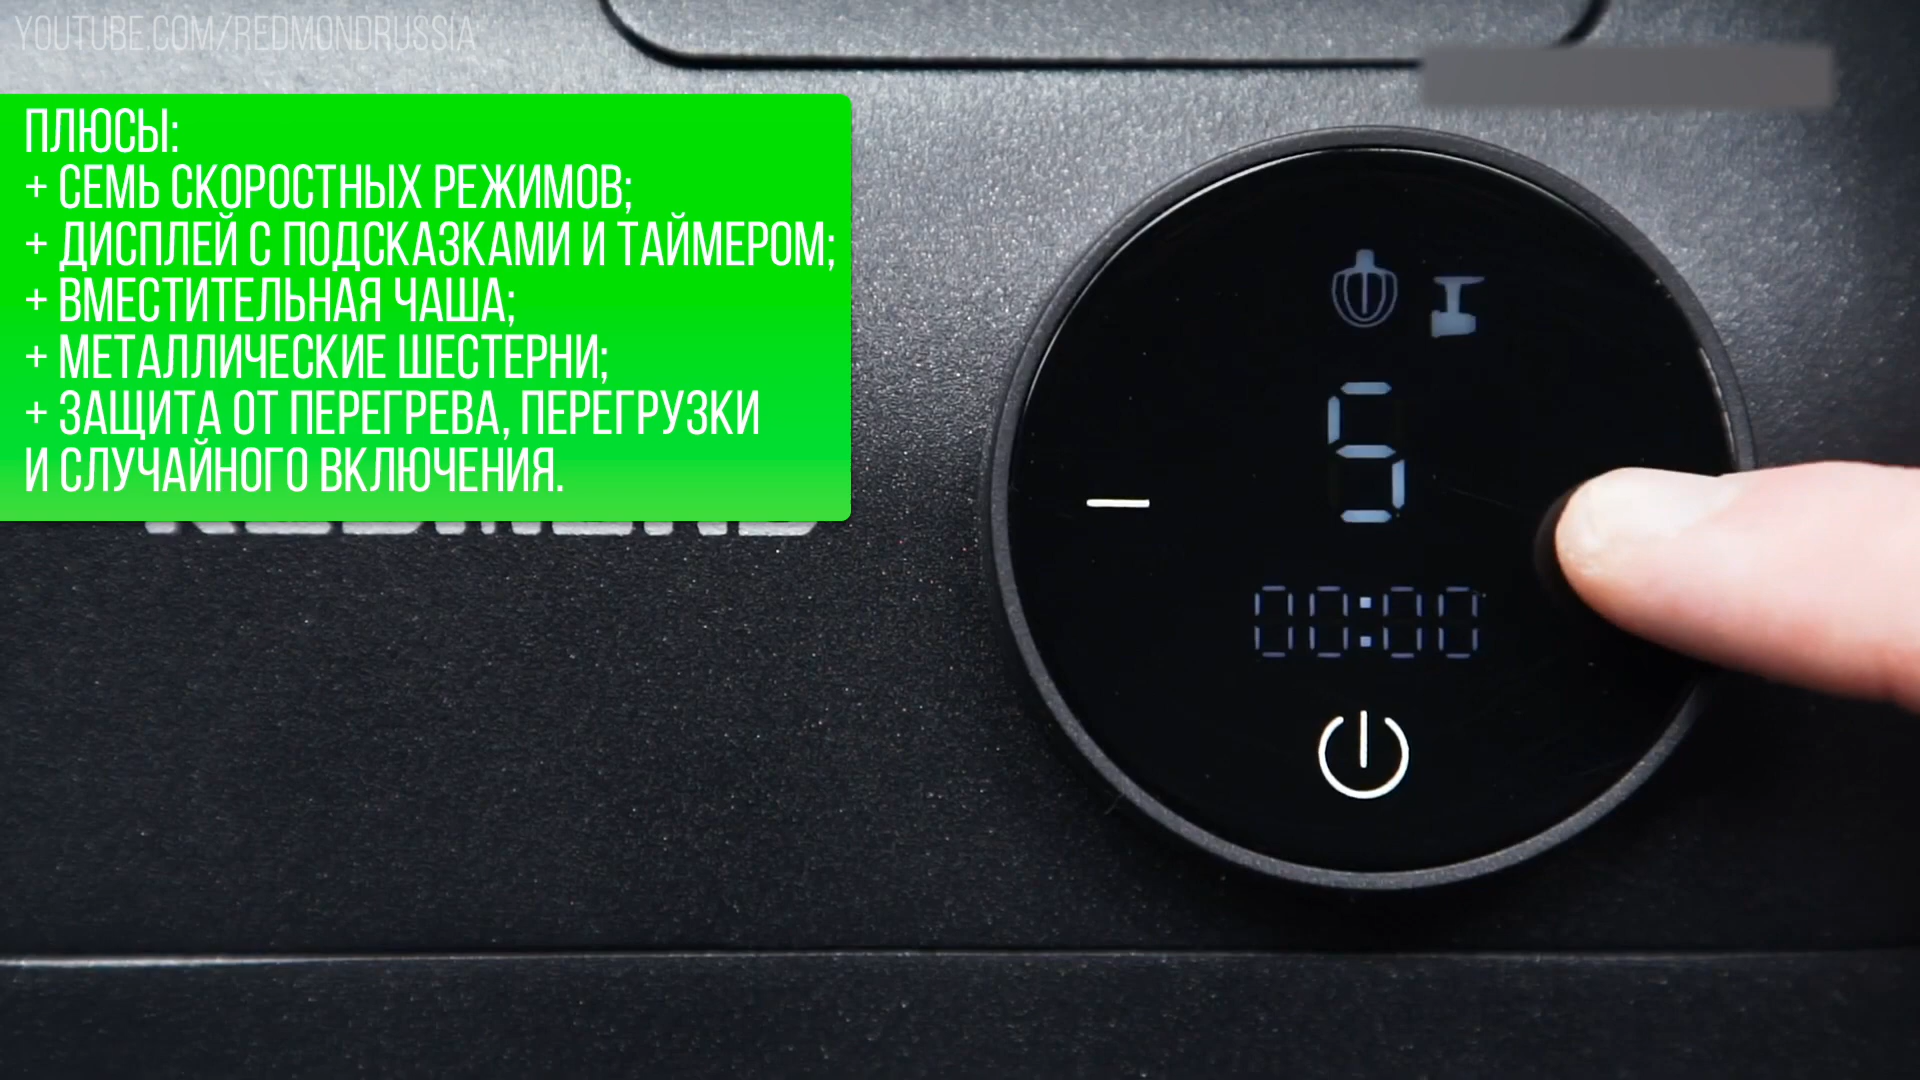 YOUTUBE.COM/REDMONDRUSSIA
ПЛЮСЫ:
+ СЕМЬ СКОРОСТНЫХ РЕЖИМОВ;
+ ДИСПЛЕЙ С ПОДСКАЗКАМИ И ТАЙМЕРОМ;
+ ВМЕСТИТЕЛЬНАЯ ЧАША;
+ МЕТАЛЛИЧЕСКИЕ ШЕСТЕРНИ;
+ ЗАЩИТА ОТ ПЕРЕГРЕВА, ПЕРЕГРУЗКИ
И СЛУЧАЙНОГО ВКЛЮЧЕНИЯ.
5
00:00